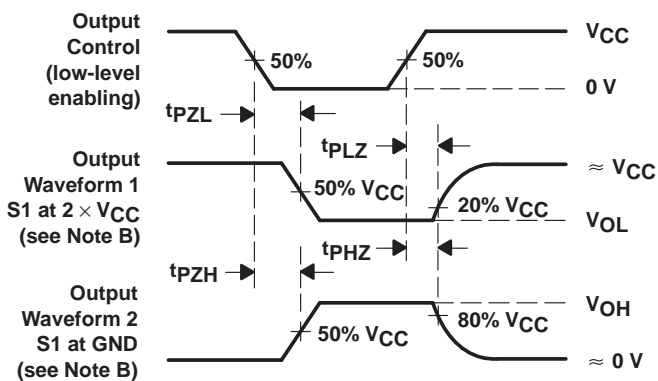 Output
Control
(low-level
enabling)
50%
50%
VCC
0 V
tPZL
tPLZ
Output
Waveform 1
S1 at 2 × VCC
(see Note B)
50% VCC
20% VCC
≈ VCC
VOL
tPZH
tPHZ
Output
Waveform 2
S1 at GND
(see Note B)
50% VCC
80% VCC
VOH
≈ 0 V